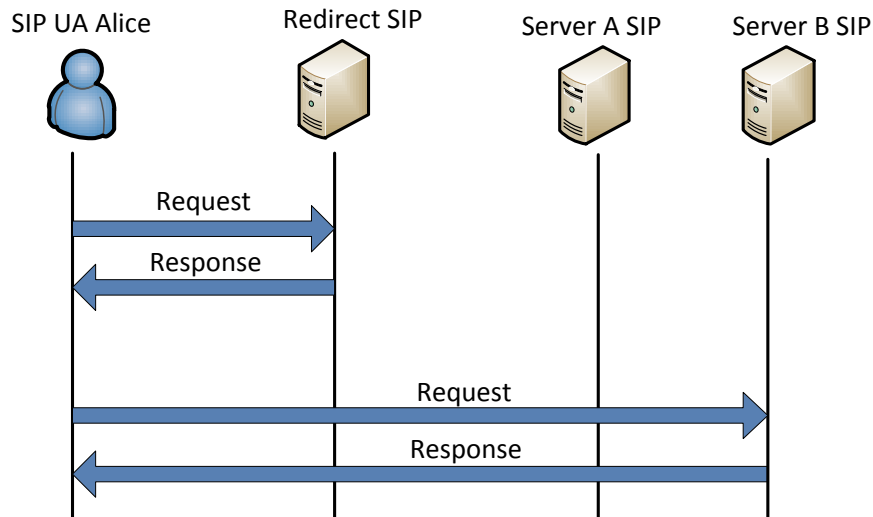 SIP UA Alice
Redirect SIP
Server A SIP
Server B SIP
Request
Response
Request
Response